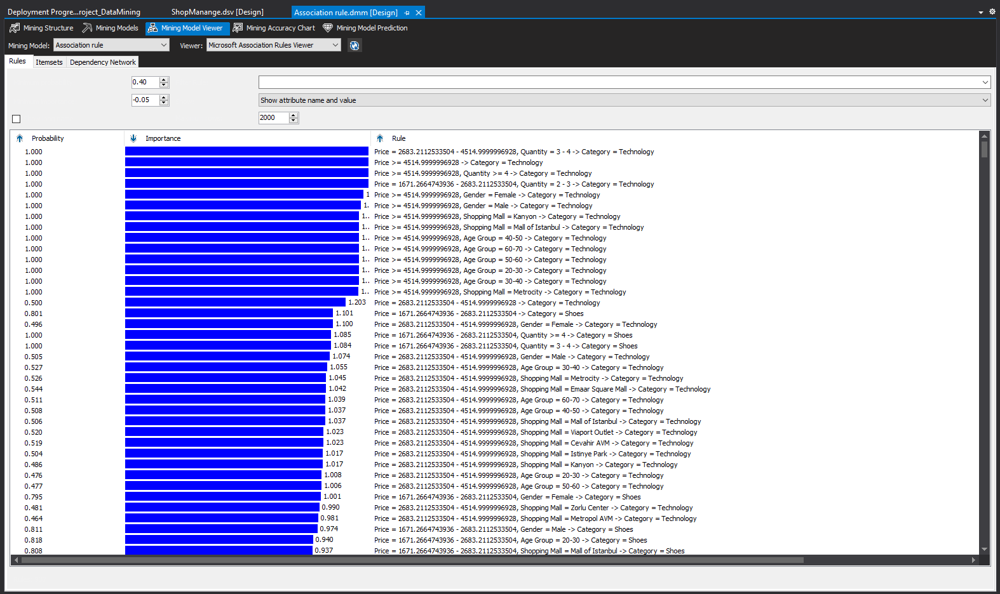 Deployment Progre...roject_DataMining ShopManange.dsv [Design] Association rule.dmm [Design]
Mining Structure Mining Models Mining Model Viewer Mining Accuracy Chart Mining Model Prediction
Mining Model: Association rule Viewer: Microsoft Association Rules Viewer
Rules Itemsets Dependency Network
0.40
-0.05 Show attribute name and value
2000
Probability Importance Rule
1.000 Price = 2683.2112533504 - 4514.9999996928, Quantity = 3 - 4 -> Category = Technology
1.000 Price >= 4514.9999996928 -> Category = Technology
1.000 Price >= 4514.9999996928, Quantity >= 4 -> Category = Technology
1.000 Price = 1671.2664743936 - 2683.2112533504, Quantity = 2 - 3 -> Category = Technology
1.000 1 Price >= 4514.9999996928, Gender = Female -> Category = Technology
1.000 1. Price >= 4514.9999996928, Gender = Male -> Category = Technology
1.000 1.. Price >= 4514.9999996928, Shopping Mall = Kanyon -> Category = Technology
1.000 1.. Price >= 4514.9999996928, Shopping Mall = Mall of Istanbul -> Category = Technology
1.000 1.. Price >= 4514.9999996928, Age Group = 40-50 -> Category = Technology
1.000 1.. Price >= 4514.9999996928, Age Group = 60-70 -> Category = Technology
1.000 1.. Price >= 4514.9999996928, Age Group = 50-60 -> Category = Technology
1.000 1.. Price >= 4514.9999996928, Age Group = 20-30 -> Category = Technology
1.000 1.. Price >= 4514.9999996928, Age Group = 30-40 -> Category = Technology
1.000 1.. Price >= 4514.9999996928, Shopping Mall = Metrocity -> Category = Technology
0.500 1.203 Price = 2683.2112533504 - 4514.9999996928 -> Category = Technology
0.801 1.101 Price = 1671.2664743936 - 2683.2112533504 -> Category = Shoes
0.496 1.100 Price = 2683.2112533504 - 4514.9999996928, Gender = Female -> Category = Technology
1.000 1.085 Price = 1671.2664743936 - 2683.2112533504, Quantity >= 4 -> Category = Shoes
1.000 1.084 Price = 1671.2664743936 - 2683.2112533504, Quantity = 3 - 4 -> Category = Shoes
0.505 1.074 Price = 2683.2112533504 - 4514.9999996928, Gender = Male -> Category = Technology
0.527 1.055 Price = 2683.2112533504 - 4514.9999996928, Age Group = 30-40 -> Category = Technology
0.526 1.045 Price = 2683.2112533504 - 4514.9999996928, Shopping Mall = Metrocity -> Category = Technology
0.544 1.042 Price = 2683.2112533504 - 4514.9999996928, Shopping Mall = Emaar Square Mall -> Category = Technology
0.511 1.039 Price = 2683.2112533504 - 4514.9999996928, Age Group = 60-70 -> Category = Technology
0.508 1.037 Price = 2683.2112533504 - 4514.9999996928, Age Group = 40-50 -> Category = Technology
0.506 1.037 Price = 2683.2112533504 - 4514.9999996928, Shopping Mall = Mall of Istanbul -> Category = Technology
0.520 1.023 Price = 2683.2112533504 - 4514.9999996928, Shopping Mall = Viaport Outlet -> Category = Technology
0.519 1.023 Price = 2683.2112533504 - 4514.9999996928, Shopping Mall = Cevahir AVM -> Category = Technology
0.504 1.017 Price = 2683.2112533504 - 4514.9999996928, Shopping Mall = Istinye Park -> Category = Technology
0.486 1.017 Price = 2683.2112533504 - 4514.9999996928, Shopping Mall = Kanyon -> Category = Technology
0.476 1.008 Price = 2683.2112533504 - 4514.9999996928, Age Group = 20-30 -> Category = Technology
0.477 1.006 Price = 2683.2112533504 - 4514.9999996928, Age Group = 50-60 -> Category = Technology
0.795 1.001 Price = 1671.2664743936 - 2683.2112533504, Gender = Female -> Category = Shoes
0.481 0.990 Price = 2683.2112533504 - 4514.9999996928, Shopping Mall = Zorlu Center -> Category = Technology
0.464 0.981 Price = 2683.2112533504 - 4514.9999996928, Shopping Mall = Metropol AVM -> Category = Technology
0.811 0.974 Price = 1671.2664743936 - 2683.2112533504, Gender = Male -> Category = Shoes
0.818 0.940 Price = 1671.2664743936 - 2683.2112533504, Age Group = 20-30 -> Category = Shoes
0.808 0.937 Price = 1671.2664743936 - 2683.2112533504, Shopping Mall = Mall of Istanbul -> Category = Shoes